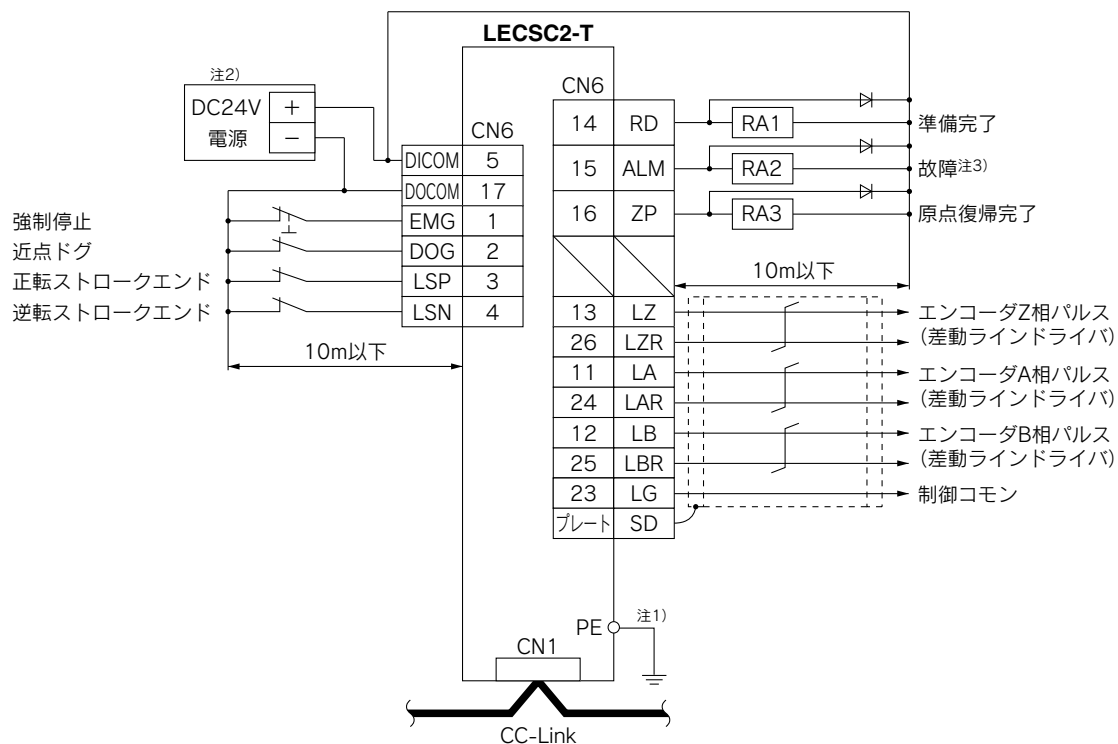 LECSC2-T
注2)
DC24V
電源
+
−
CN6
DICOM 5
DOCOM 17
EMG 1
DOG 2
LSP 3
LSN 4
強制停止
近点ドグ
正転ストロークエンド
逆転ストロークエンド
10m以下
CN6
14 RD RA1 準備完了
15 ALM RA2 故障注3)
16 ZP RA3 原点復帰完了
10m以下
13 LZ
26 LZR
11 LA
24 LAR
12 LB
25 LBR
23 LG
プレート SD
エンコーダZ相パルス
(差動ラインドライバ)
エンコーダA相パルス
(差動ラインドライバ)
エンコーダB相パルス
(差動ラインドライバ)
制御コモン
PE 注1)
CN1
CC-Link